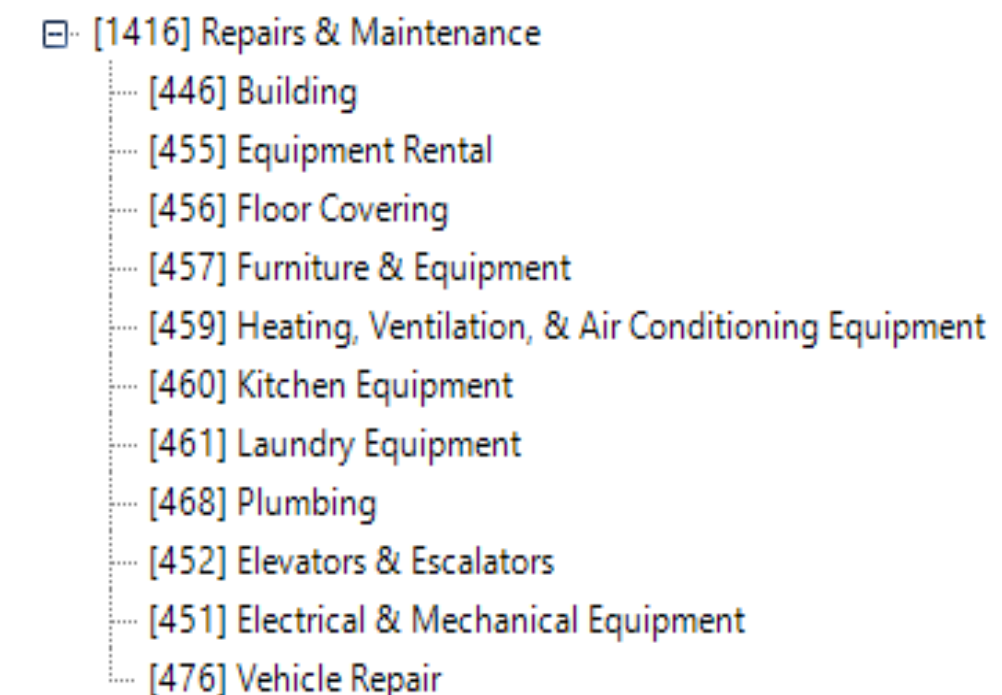 [1416] Repairs & Maintenance
[446] Building
[455] Equipment Rental
[456] Floor Covering
[457] Furniture & Equipment
[459] Heating, Ventilation, & Air Conditioning Equipment
[460] Kitchen Equipment
[461] Laundry Equipment
[468] Plumbing
[452] Elevators & Escalators
[451] Electrical & Mechanical Equipment
[476] Vehicle Repair